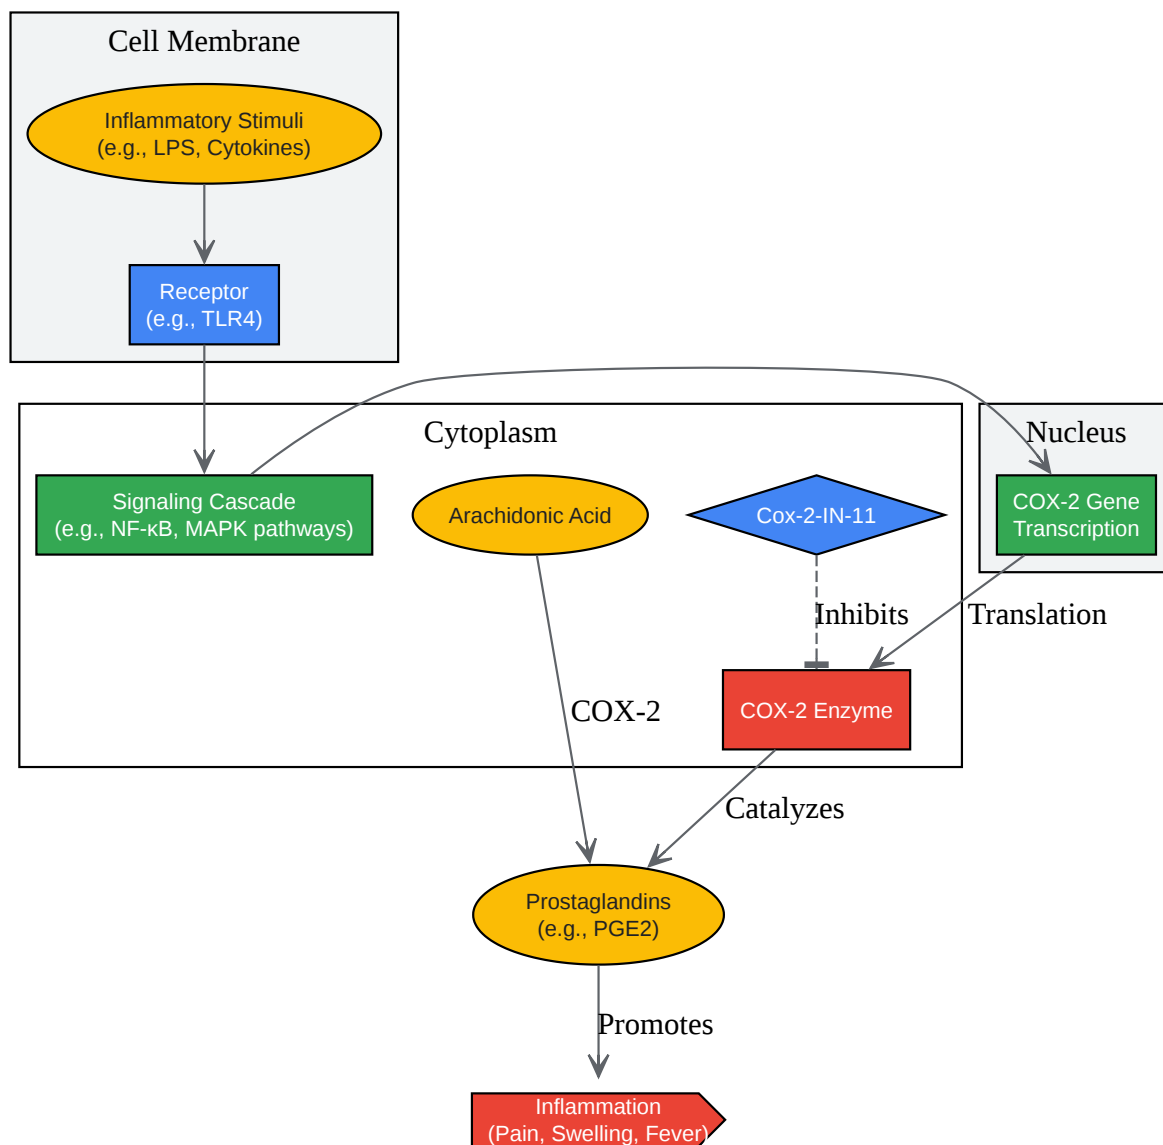 Cell Membrane
Inflammatory Stimuli
(e.g., LPS, Cytokines)
Receptor
(e.g., TLR4)
Cytoplasm
Nucleus
Signaling Cascade
(e.g., NF-κB, MAPK pathways)
Arachidonic Acid
Cox-2-IN-11
COX-2 Gene
Transcription
Inhibits
Translation
COX-2
COX-2 Enzyme
Catalyzes
Prostaglandins
(e.g., PGE2)
Promotes
Inflammation
(Pain, Swelling, Fever)